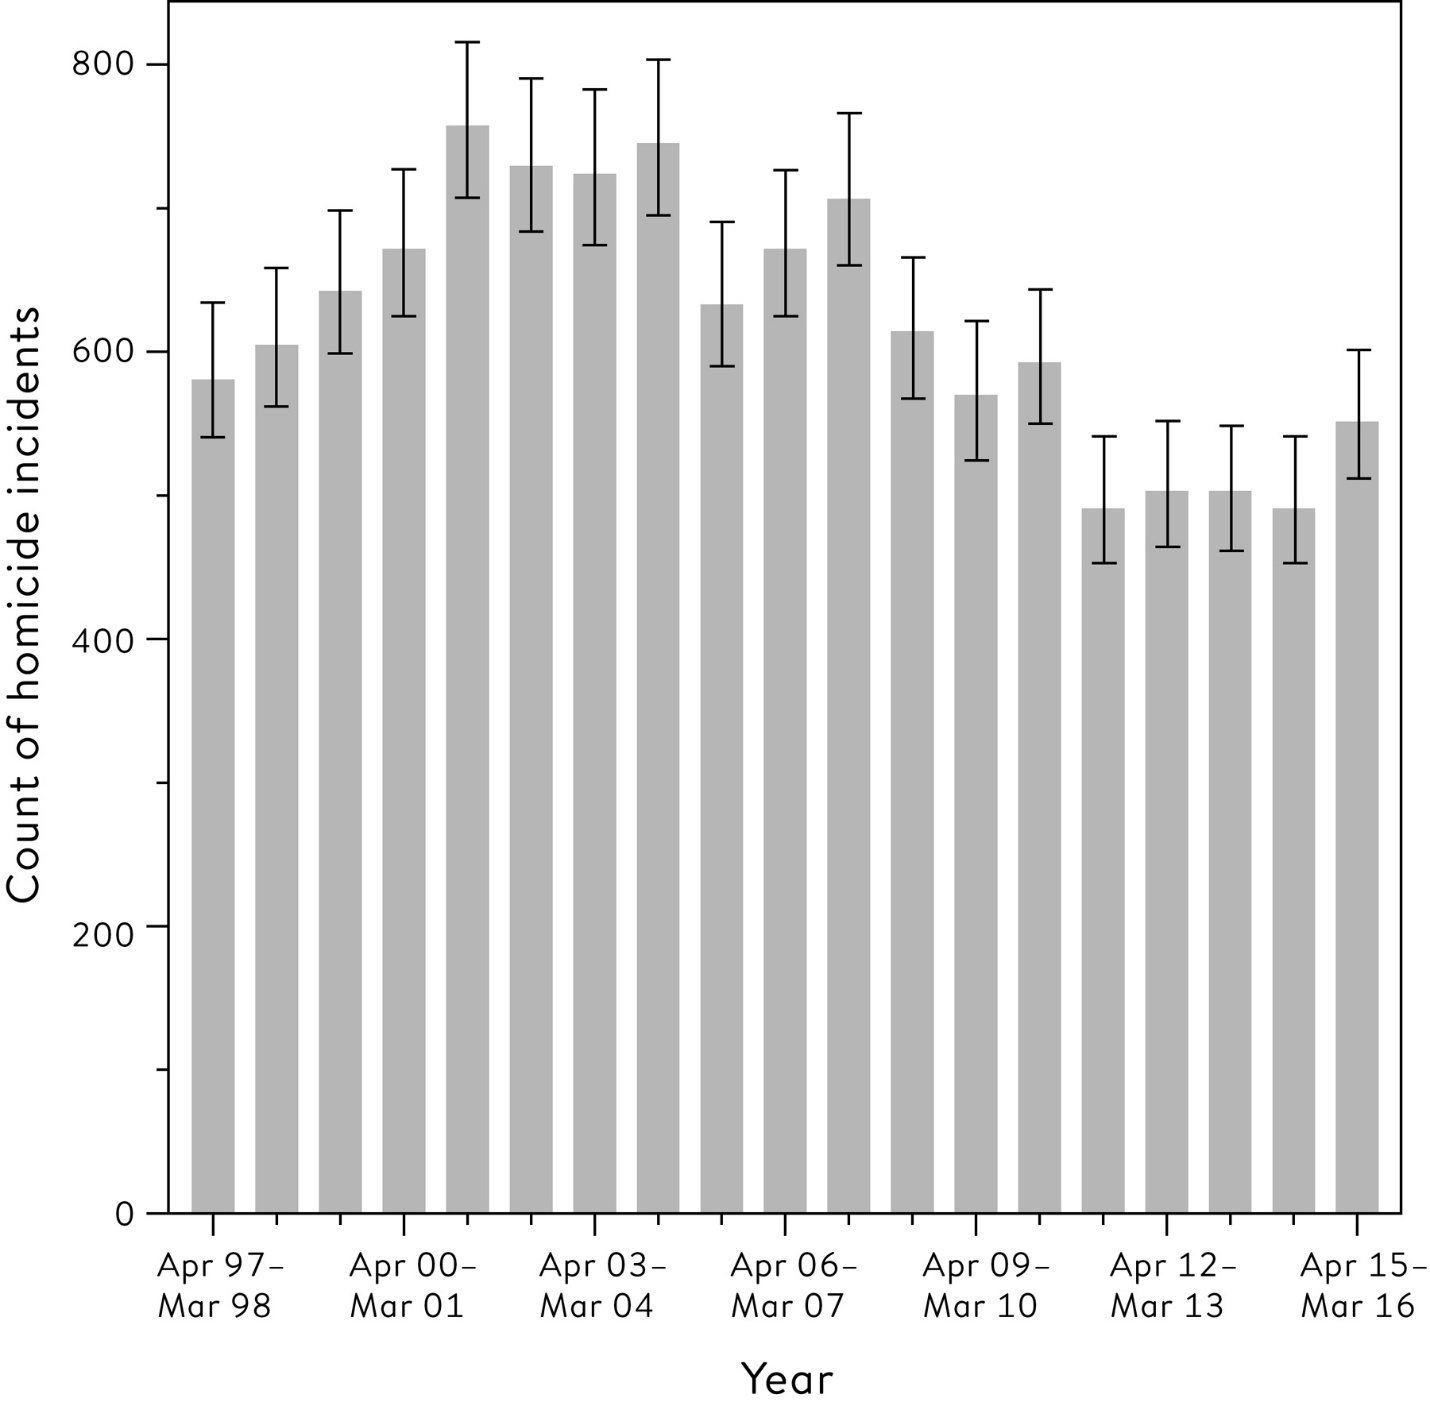 Count of homicide incidents
800
600
400
200
0
Apr 97– Apr 00– Apr 03– Apr 06– Apr 09– Apr 12– Apr 15–
Mar 98 Mar 01 Mar 04 Mar 07 Mar 10 Mar 13 Mar 16
Year